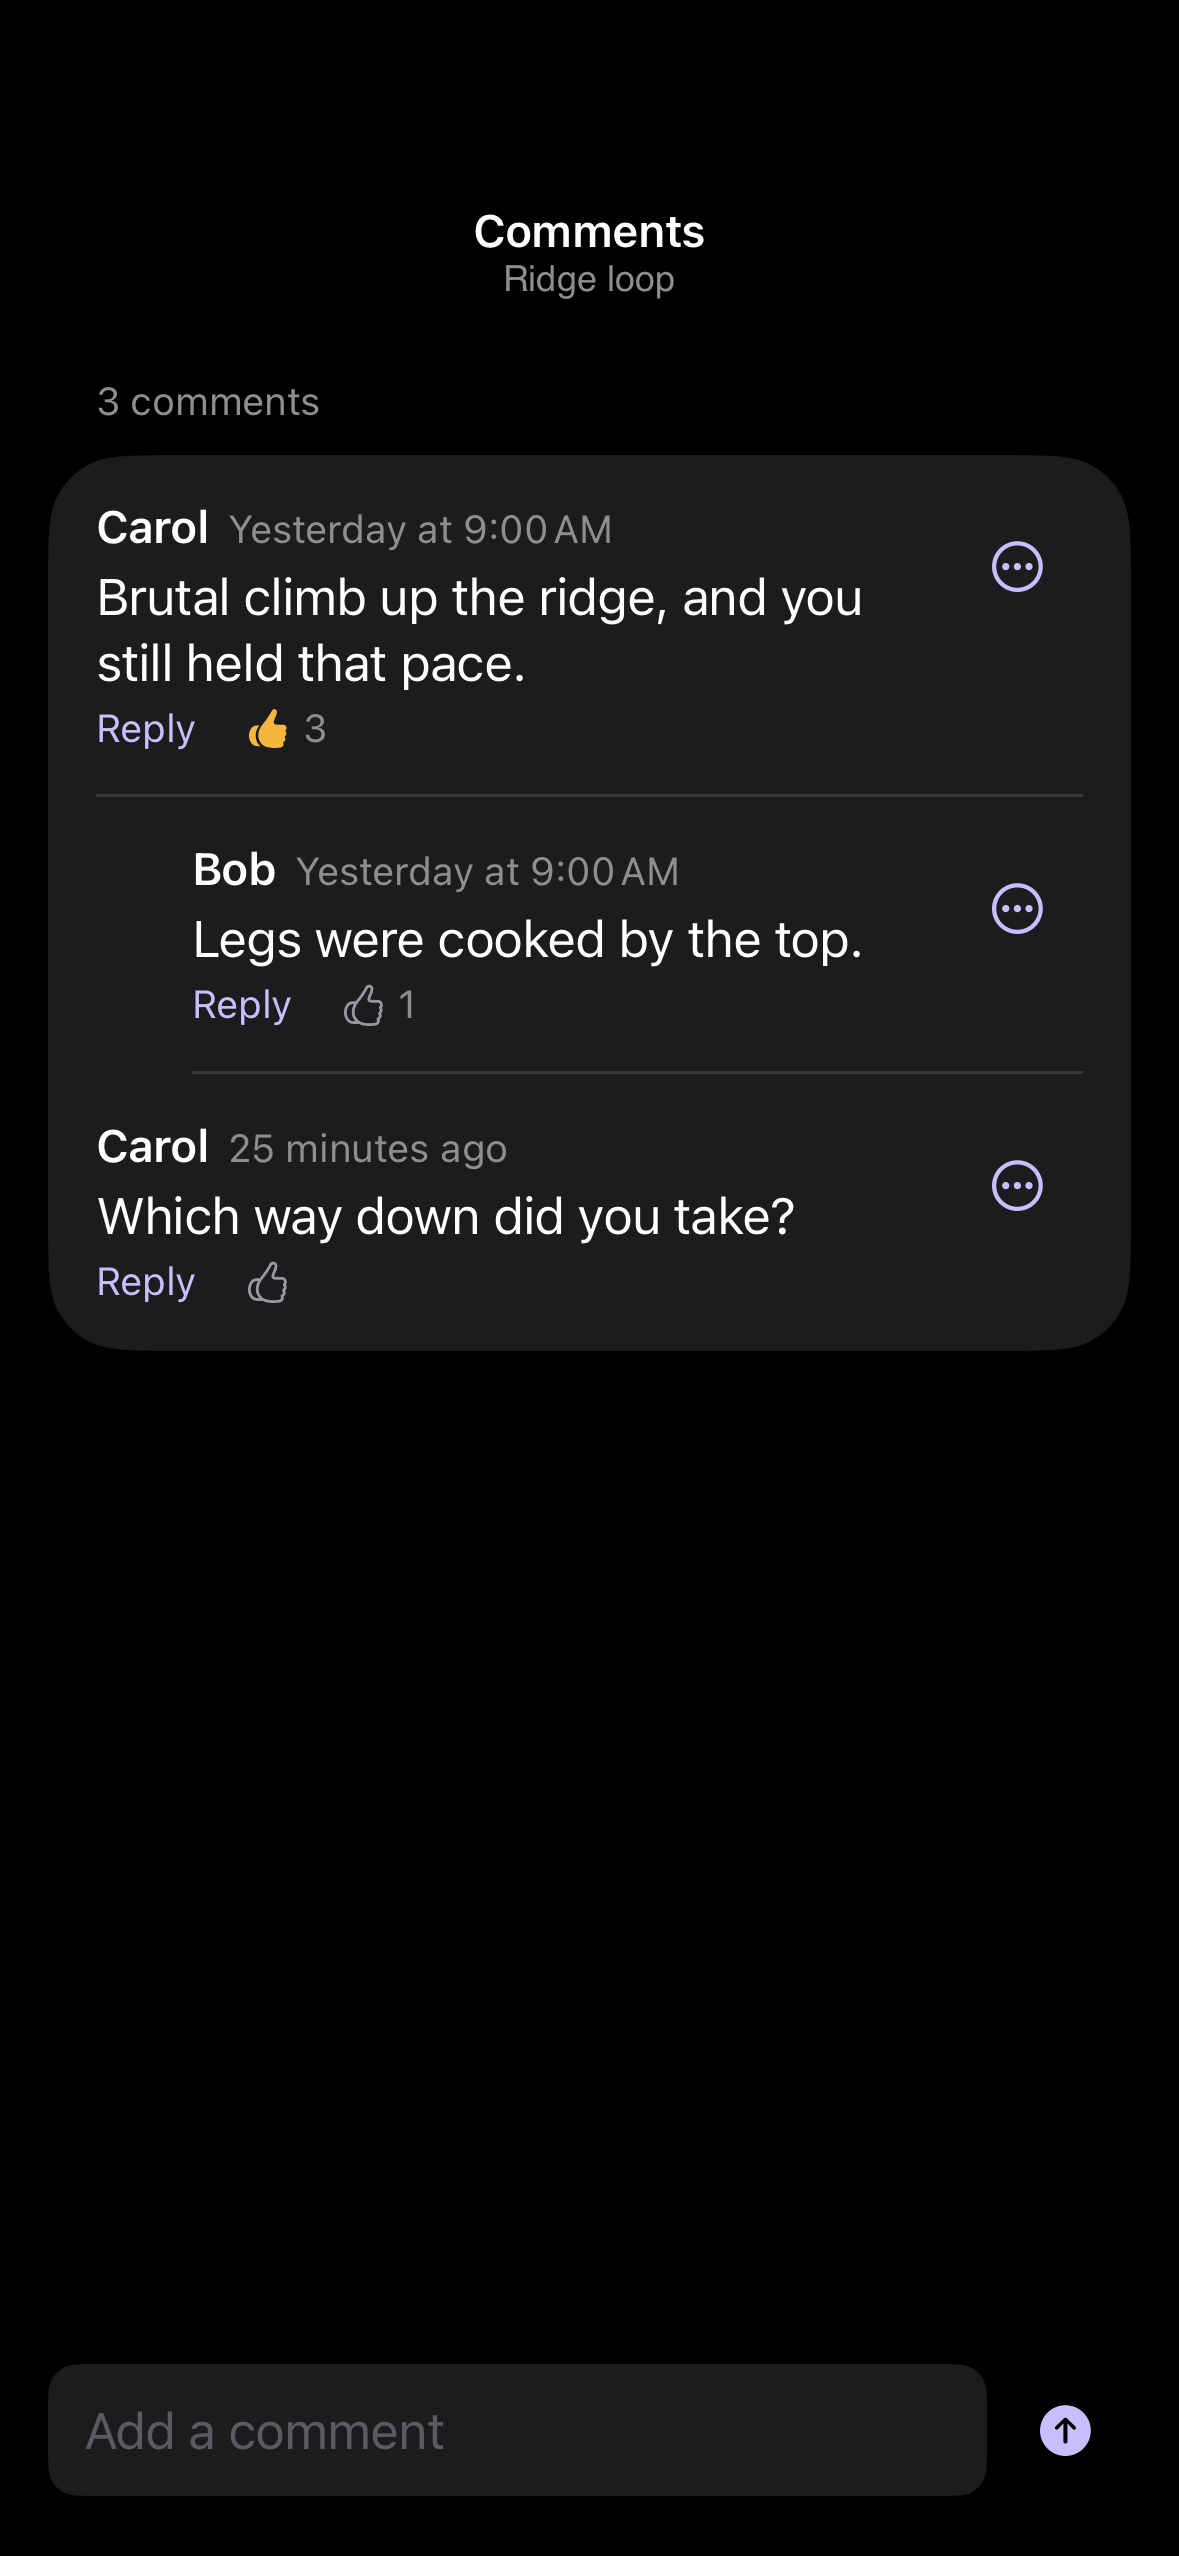 Comments
Ridge loop
3 comments
Carol Yesterday at 9:00 AM
Brutal climb up the ridge, and you
still held that pace.
Reply 3
Bob Yesterday at 9:00 AM
Legs were cooked by the top.
Reply 1
Carol 25 minutes ago
Which way down did you take?
Reply
Add a comment